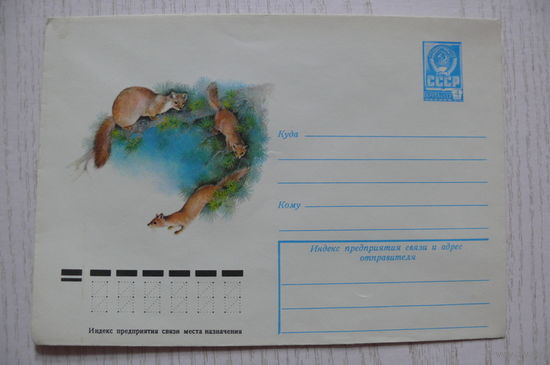 СССР
Куда
Кому
Индекс предприятия связи и адрес
отправителя
Индекс предприятия связи места назначения